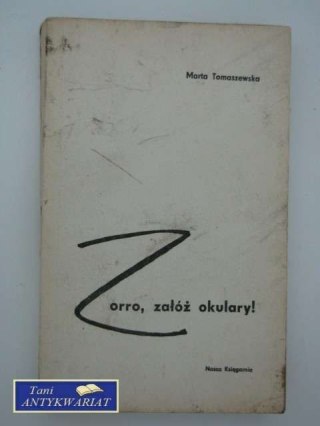 Marta Tomaszewska
Zorro, załóż okulary!
Nasza Księgarnia
Tani
ANTYKWARIAT